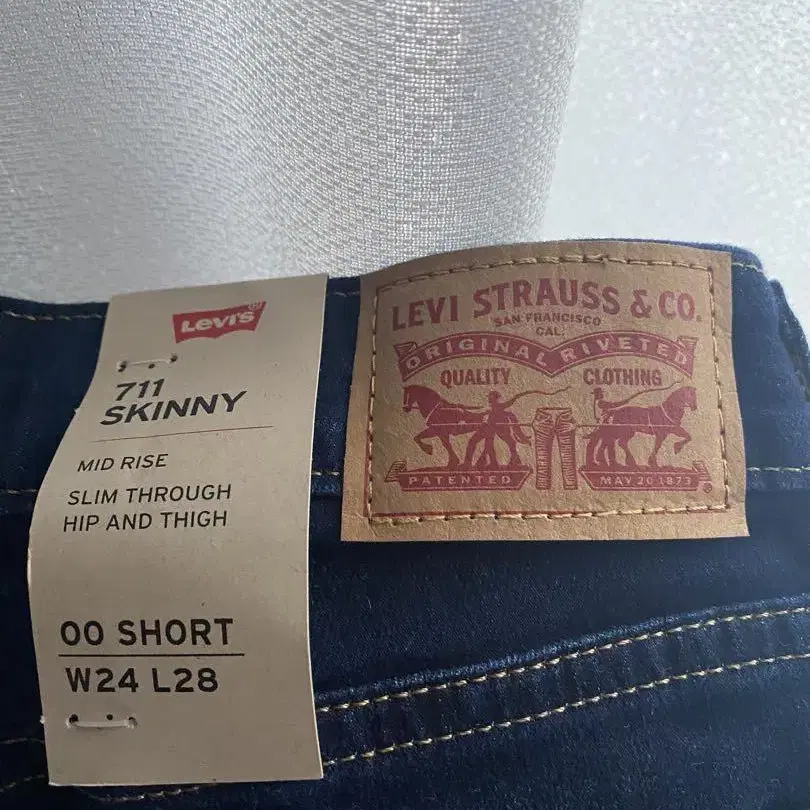 Levi's®
711
SKINNY
MID RISE
SLIM THROUGH
HIP AND THIGH
00 SHORT
W24 L28
LEVI STRAUSS & CO.
SAN FRANCISCO
CAL.
ORIGINAL RIVETED
QUALITY CLOTHING
PATENTED MAY 20 1873
®